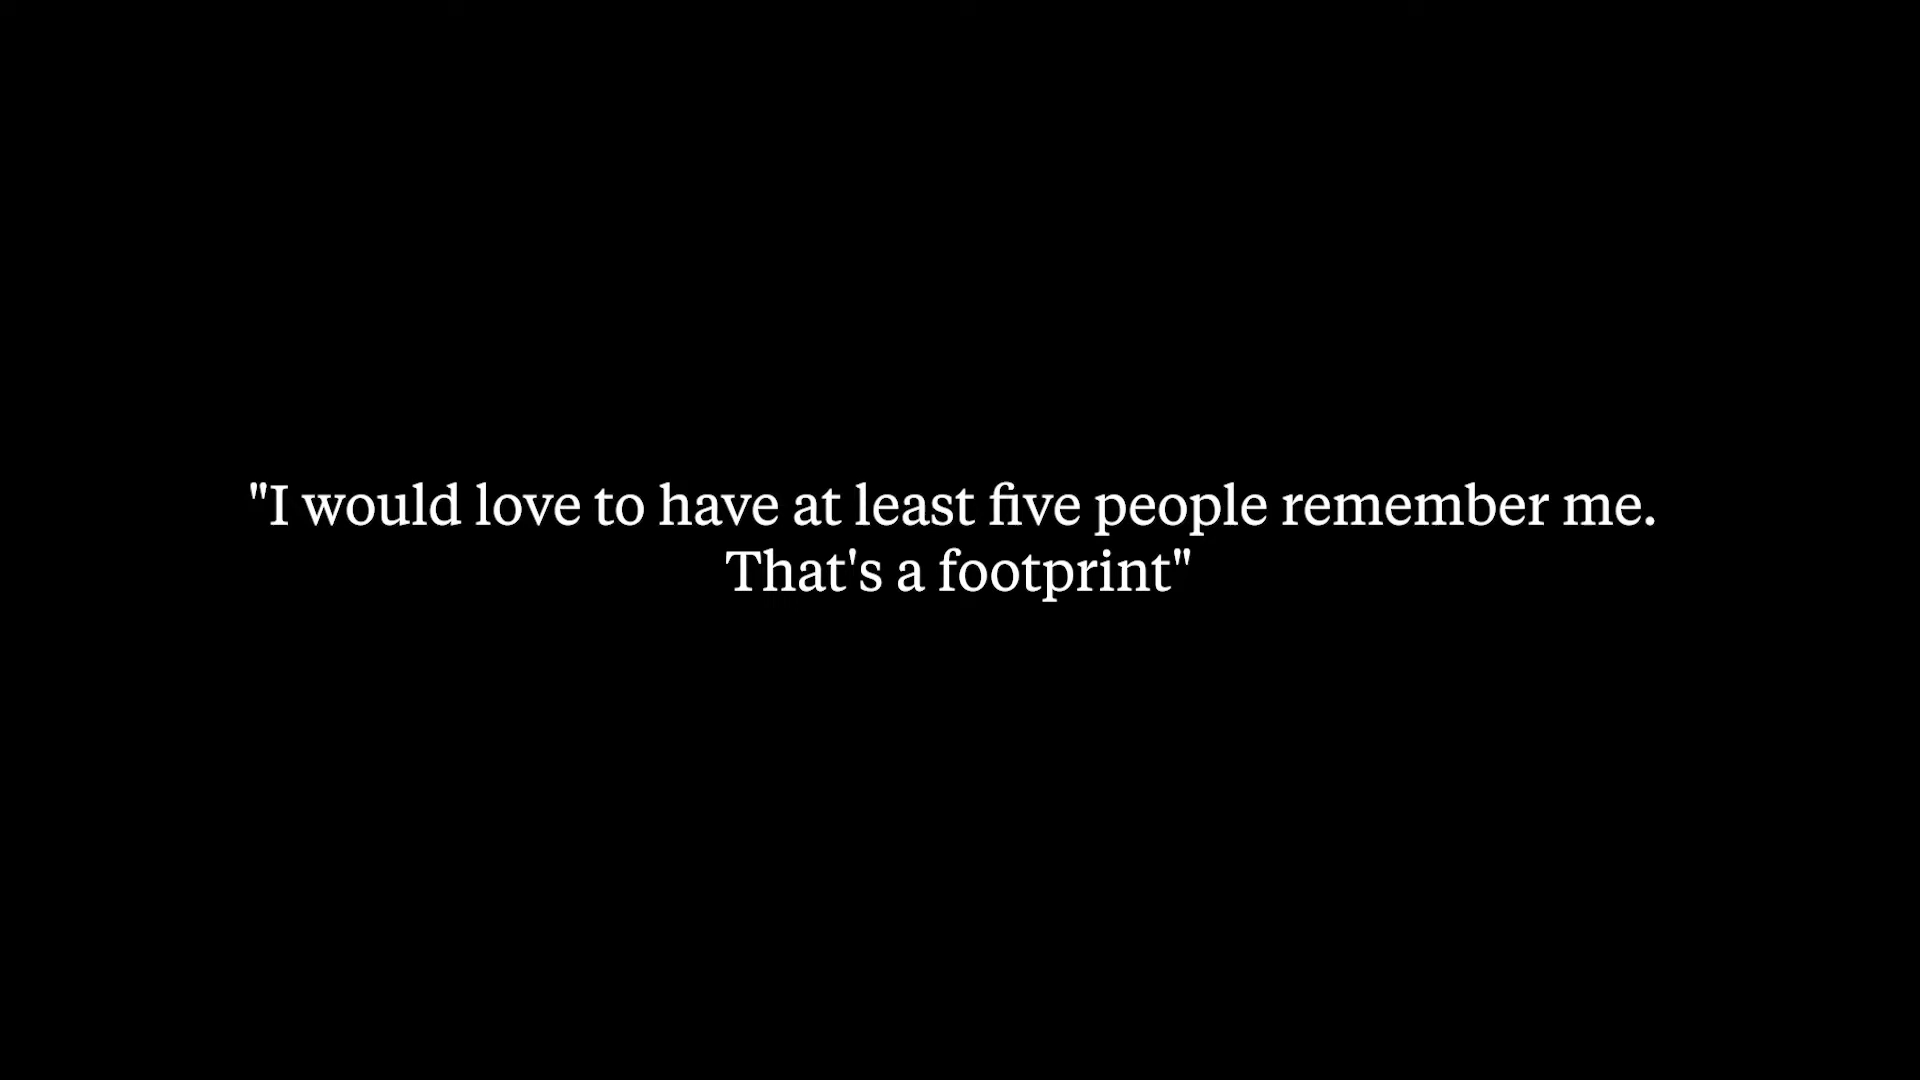 "I would love to have at least five people remember me.
That's a footprint"